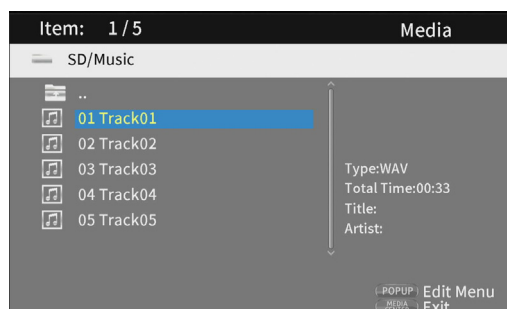 Item: 1/5 Media
SD/Music
..
01 Track01
02 Track02
03 Track03
04 Track04
05 Track05
Type:WAV
Total Time:00:33
Title:
Artist:
POPUP Edit Menu
MEDIA Exit